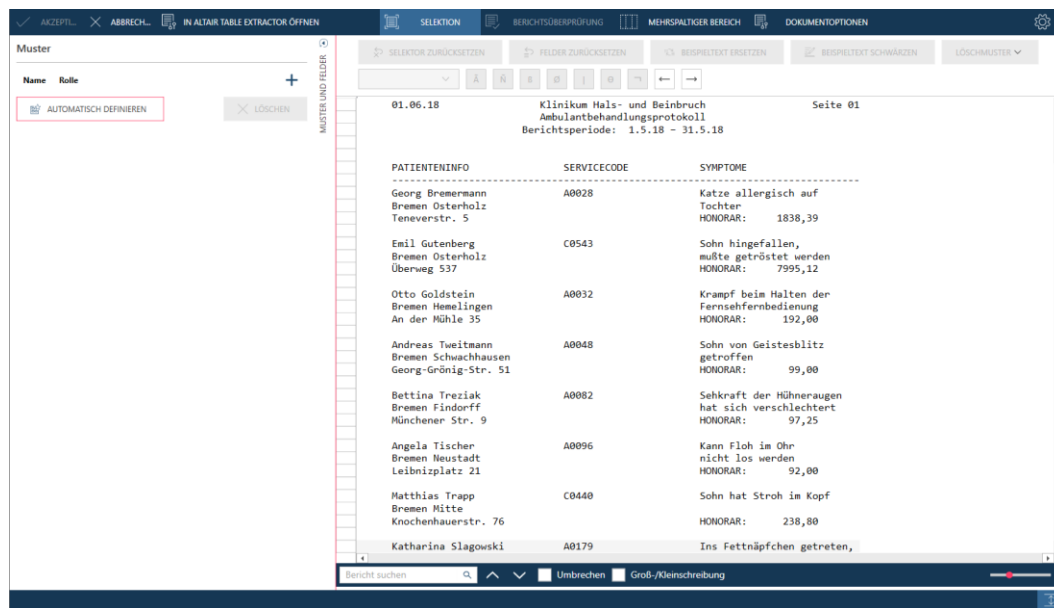 AKZEPTI... ABBRECH... IN ALTAIR TABLE EXTRACTOR ÖFFNEN SELEKTION BERICHTSÜBERPRÜFUNG MEHRSPALTIGER BEREICH DOKUMENTOPTIONEN
Muster
Name Rolle
AUTOMATISCH DEFINIEREN LÖSCHEN
MUSTER UND FELDER
SELEKTOR ZURÜCKSETZEN FELDER ZURÜCKSETZEN BEISPIELTEXT ERSETZEN BEISPIELTEXT SCHWÄRZEN LÖSCHMUSTER
Ä Ñ ß Ø | ⊖ ¬ ← →
01.06.18 Klinikum Hals- und Beinbruch Seite 01
Ambulantbehandlungsprotokoll
Berichtsperiode: 1.5.18 – 31.5.18
PATIENTENINFO SERVICECODE SYMPTOME
Georg Bremermann A0028 Katze allergisch auf
Bremen Osterholz Tochter
Teneverstr. 5 HONORAR: 1838,39
Emil Gutenberg C0543 Sohn hingefallen,
Bremen Osterholz mußte getröstet werden
Überweg 537 HONORAR: 7995,12
Otto Goldstein A0032 Krampf beim Halten der
Bremen Hemelingen Fernsehfernbedienung
An der Mühle 35 HONORAR: 192,00
Andreas Tweitmann A0048 Sohn von Geistesblitz
Bremen Schwachhausen getroffen
Georg-Grönig-Str. 51 HONORAR: 99,00
Bettina Treziak A0082 Sehkraft der Hühneraugen
Bremen Findorff hat sich verschlechtert
Münchener Str. 9 HONORAR: 97,25
Angela Tischer A0096 Kann Floh im Ohr
Bremen Neustadt nicht los werden
Leibnizplatz 21 HONORAR: 92,00
Matthias Trapp C0440 Sohn hat Stroh im Kopf
Bremen Mitte
Knochenhauerstr. 76 HONORAR: 238,80
Katharina Slagowski A0179 Ins Fettnäpfchen getreten,
Bericht suchen Umbrechen Groß-/Kleinschreibung